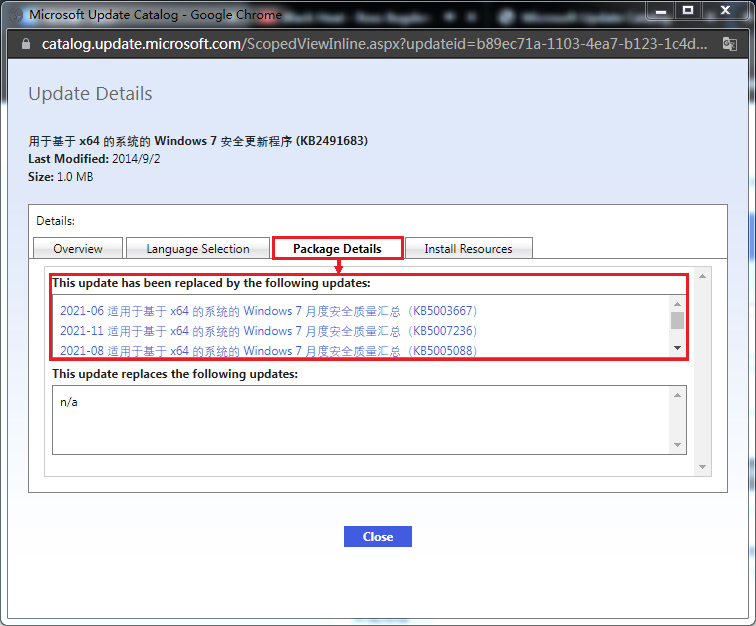 Microsoft Update Catalog - Google Chrome
catalog.update.microsoft.com/ScopedViewInline.aspx?updateid=b89ec71a-1103-4ea7-b123-1c4d...
Update Details
用于基于 x64 的系统的 Windows 7 安全更新程序 (KB2491683)
Last Modified: 2014/9/2
Size: 1.0 MB
Details:
Overview Language Selection Package Details Install Resources
This update has been replaced by the following updates:
2021-06 适用于基于 x64 的系统的 Windows 7 月度安全质量汇总（KB5003667）
2021-11 适用于基于 x64 的系统的 Windows 7 月度安全质量汇总（KB5007236）
2021-08 适用于基于 x64 的系统的 Windows 7 月度安全质量汇总（KB5005088）
This update replaces the following updates:
n/a
Close